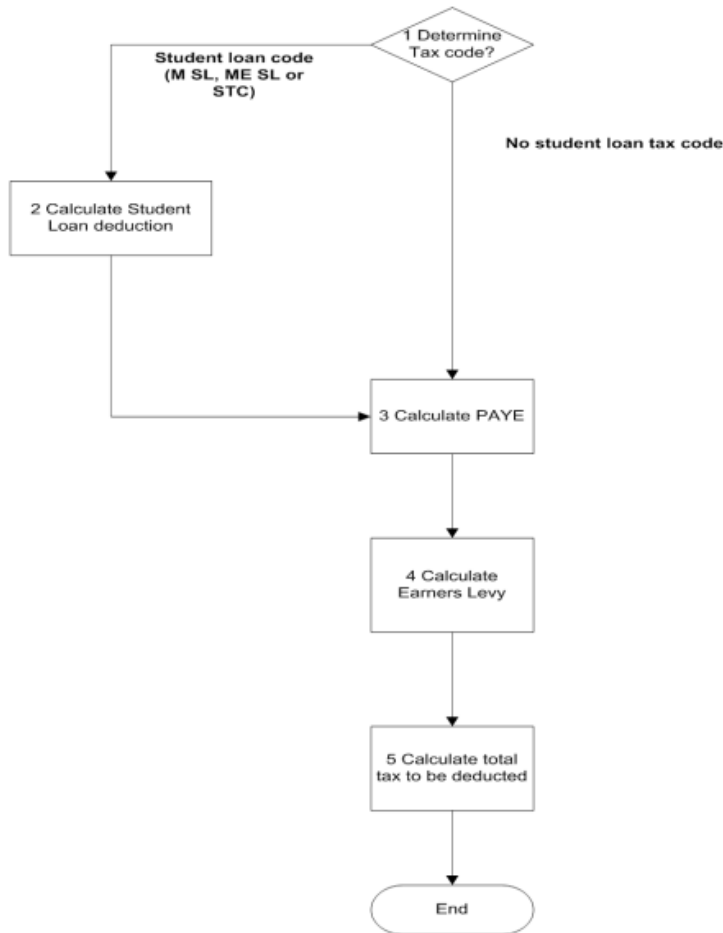 1 Determine
Tax code?
Student loan code
(M SL, ME SL or
STC)
No student loan tax code
2 Calculate Student
Loan deduction
3 Calculate PAYE
4 Calculate
Earners Levy
5 Calculate total
tax to be deducted
End